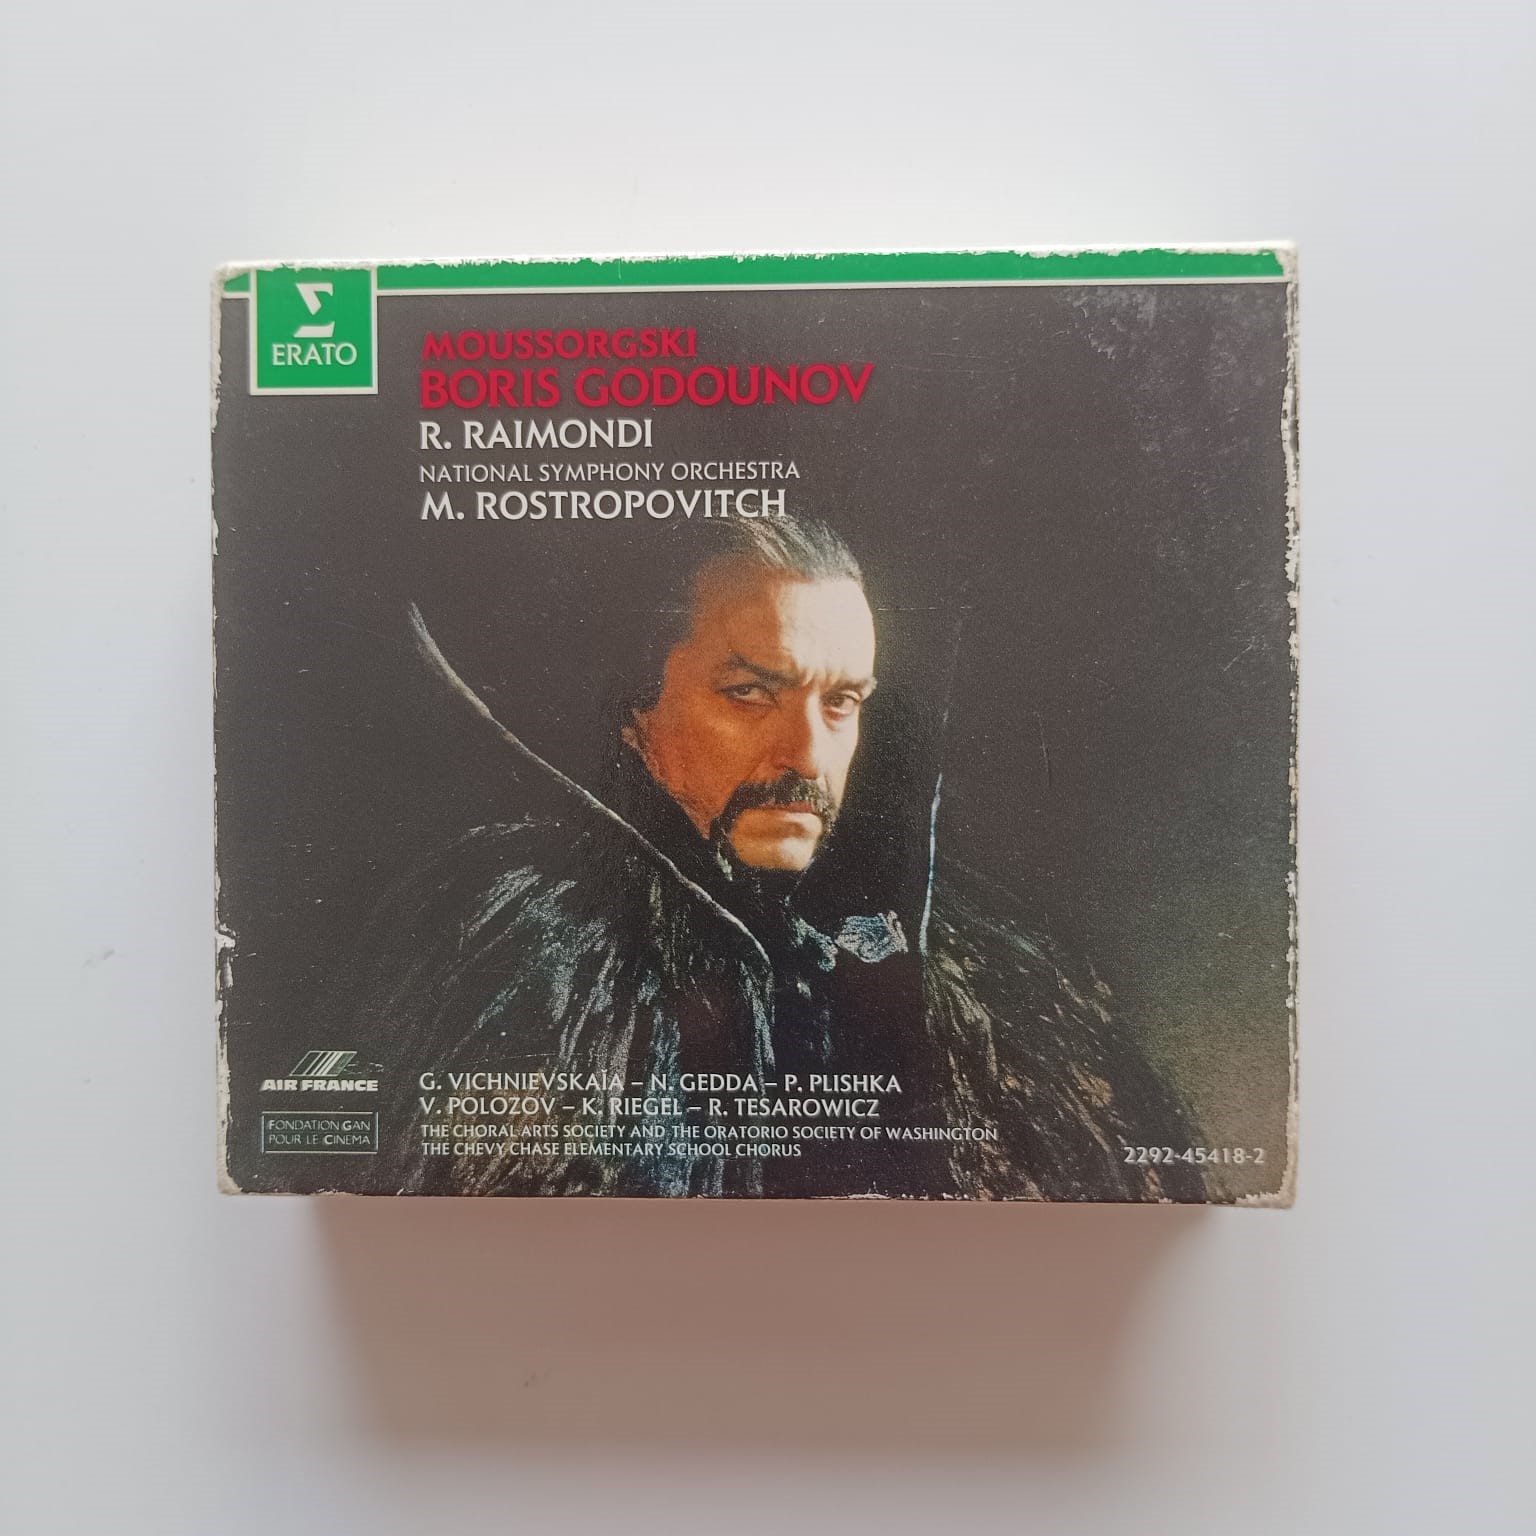 ERATO
MOUSSORGSKI
BORIS GODOUNOV
R. RAIMONDI
NATIONAL SYMPHONY ORCHESTRA
M. ROSTROPOVITCH
AIR FRANCE
FONDATION GAN
POUR LE CINEMA
G. VICHNIEVSKAÏA – N. GEDDA – P. PLISHKA
V. POLOZOV – K. RIEGEL – R. TESAROWICZ
THE CHORAL ARTS SOCIETY AND THE ORATORIO SOCIETY OF WASHINGTON
THE CHEVY CHASE ELEMENTARY SCHOOL CHORUS
2292-45418-2